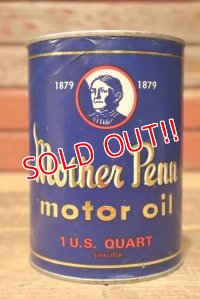 1879 1879
SOLD OUT!!
Mother Penn
motor oil
1 U.S. QUART